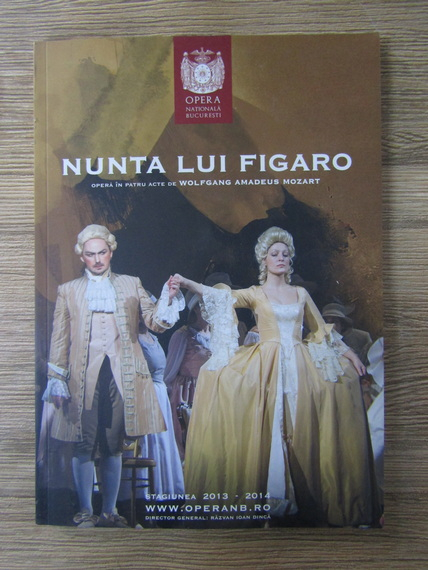 OPERA
NAȚIONALĂ
BUCUREȘTI
NUNTA LUI FIGARO
OPERĂ ÎN PATRU ACTE DE WOLFGANG AMADEUS MOZART
STAGIUNEA 2013 - 2014
WWW.OPERANB.RO
DIRECTOR GENERAL: RĂZVAN IOAN DINCĂ